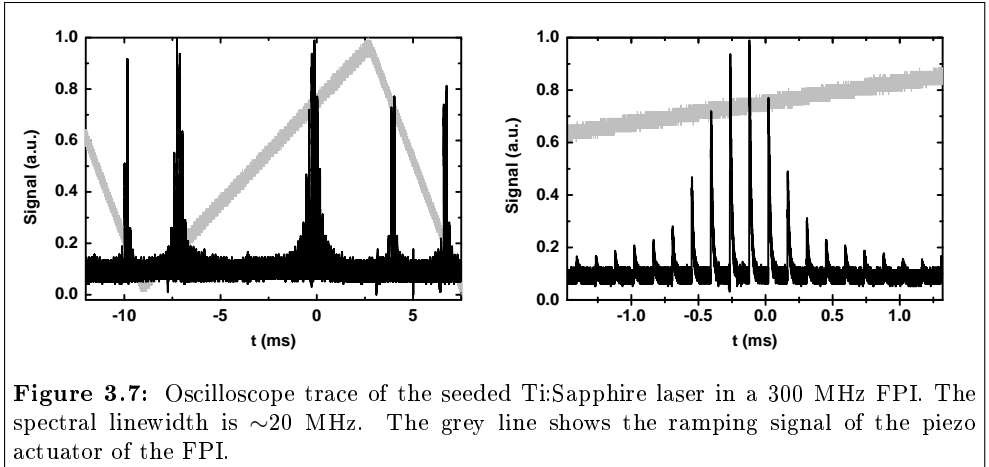 1.0
0.8
0.6
0.4
0.2
0.0
Signal (a.u.)
-10 -5 0 5
t (ms)
1.0
0.8
0.6
0.4
0.2
0.0
Signal (a.u.)
-1.0 -0.5 0.0 0.5 1.0
t (ms)
Figure 3.7: Oscilloscope trace of the seeded Ti:Sapphire laser in a 300 MHz FPI. The
spectral linewidth is ~20 MHz. The grey line shows the ramping signal of the piezo
actuator of the FPI.